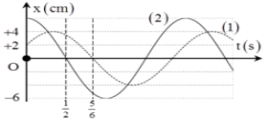 x (cm)
(2)
(1)
+4
+2
t(s)
O
-6
1/2
5/6